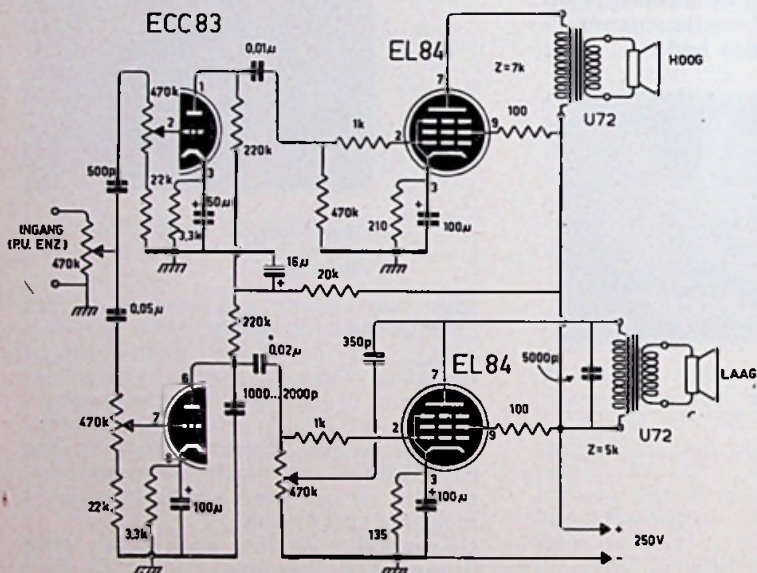 ECC83
0,01µ
EL84
7
Z=7k
HOOG
1
470k
2
220k
1k
2
9
100
U72
500p
3
3
22k
+
50µ
3,3k
470k
210
+
100µ
INGANG
(P.U. ENZ)
470k
16µ
+
20k
0,05µ
220k
0,02µ
350p
EL84
5000p
LAAG
6
1000...2000p
7
470k
7
1k
2
9
100
U72
Z=5k
8
470k
3
22k
3,3k
+
100µ
135
+
100µ
+
250V
-